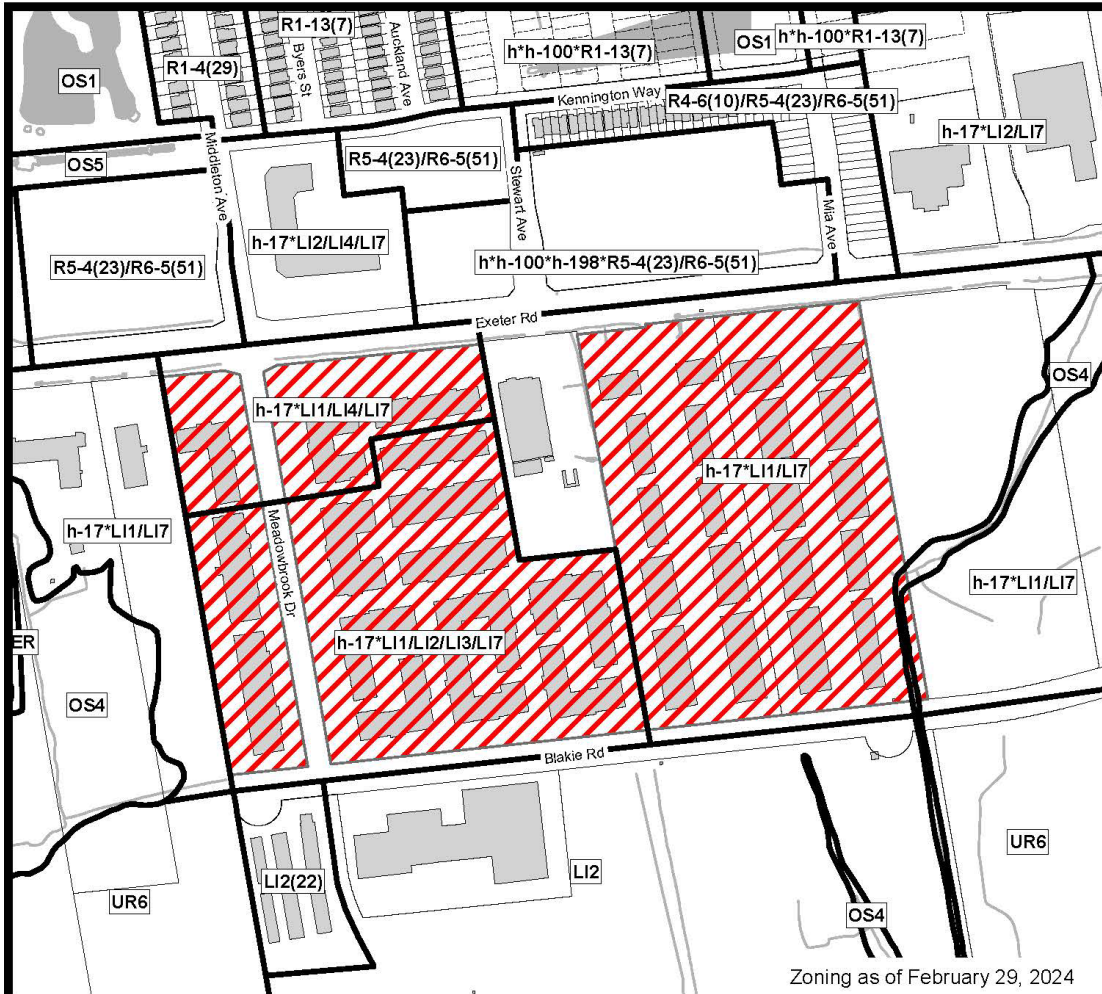 R1-13(7)
R1-4(29)
Byers St
Auckland Ave
h*h-100*R1-13(7)
OS1
h*h-100*R1-13(7)
OS1
Kennington Way
R4-6(10)/R5-4(23)/R6-5(51)
h-17*LI2/LI7
OS5
Middleton Ave
R5-4(23)/R6-5(51)
Stewart Ave
Mia Ave
h-17*LI2/LI4/LI7
R5-4(23)/R6-5(51)
h*h-100*h-198*R5-4(23)/R6-5(51)
Exeter Rd
OS4
h-17*LI1/LI4/LI7
h-17*LI1/LI7
h-17*LI1/LI7
Meadowbrook Dr
h-17*LI1/LI7
ER
h-17*LI1/LI2/LI3/LI7
OS4
Blakie Rd
UR6
LI2(22)
LI2
UR6
OS4
Zoning as of February 29, 2024